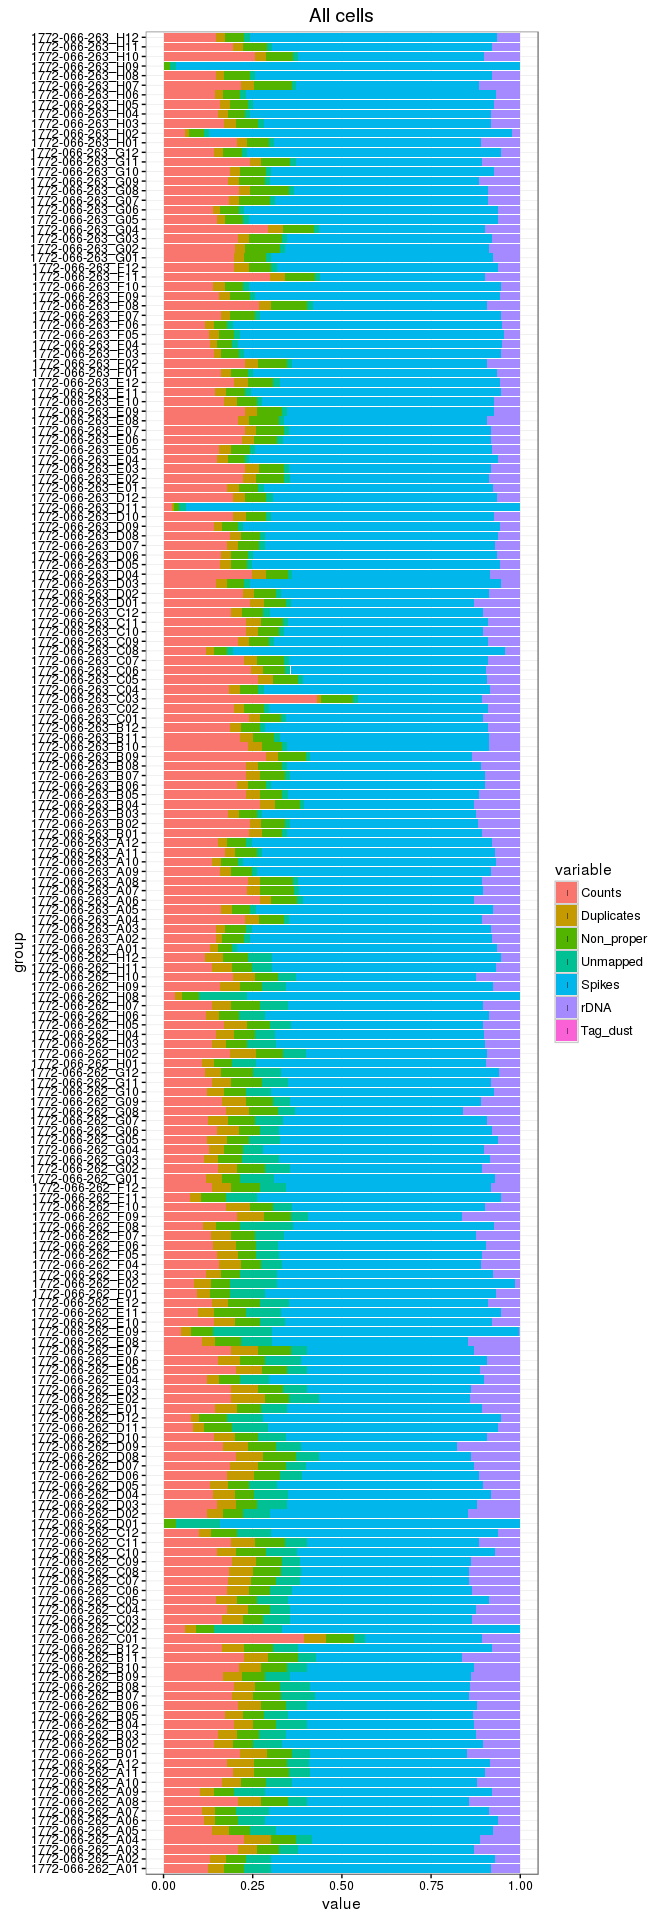 All cells
1772-066-263_H12
1772-066-263_H11
1772-066-263_H10
1772-066-263_H09
1772-066-263_H08
1772-066-263_H07
1772-066-263_H06
1772-066-263_H05
1772-066-263_H04
1772-066-263_H03
1772-066-263_H02
1772-066-263_H01
1772-066-263_G12
1772-066-263_G11
1772-066-263_G10
1772-066-263_G09
1772-066-263_G08
1772-066-263_G07
1772-066-263_G06
1772-066-263_G05
1772-066-263_G04
1772-066-263_G03
1772-066-263_G02
1772-066-263_G01
1772-066-263_F12
1772-066-263_F11
1772-066-263_F10
1772-066-263_F09
1772-066-263_F08
1772-066-263_F07
1772-066-263_F06
1772-066-263_F05
1772-066-263_F04
1772-066-263_F03
1772-066-263_F02
1772-066-263_F01
1772-066-263_E12
1772-066-263_E11
1772-066-263_E10
1772-066-263_E09
1772-066-263_E08
1772-066-263_E07
1772-066-263_E06
1772-066-263_E05
1772-066-263_E04
1772-066-263_E03
1772-066-263_E02
1772-066-263_E01
1772-066-263_D12
1772-066-263_D11
1772-066-263_D10
1772-066-263_D09
1772-066-263_D08
1772-066-263_D07
1772-066-263_D06
1772-066-263_D05
1772-066-263_D04
1772-066-263_D03
1772-066-263_D02
1772-066-263_D01
1772-066-263_C12
1772-066-263_C11
1772-066-263_C10
1772-066-263_C09
1772-066-263_C08
1772-066-263_C07
1772-066-263_C06
1772-066-263_C05
1772-066-263_C04
1772-066-263_C03
1772-066-263_C02
1772-066-263_C01
1772-066-263_B12
1772-066-263_B11
1772-066-263_B10
1772-066-263_B09
1772-066-263_B08
1772-066-263_B07
1772-066-263_B06
1772-066-263_B05
1772-066-263_B04
1772-066-263_B03
1772-066-263_B02
1772-066-263_B01
1772-066-263_A12
1772-066-263_A11
1772-066-263_A10
1772-066-263_A09
1772-066-263_A08
1772-066-263_A07
1772-066-263_A06
1772-066-263_A05
1772-066-263_A04
1772-066-263_A03
1772-066-263_A02
1772-066-263_A01
1772-066-262_H12
1772-066-262_H11
1772-066-262_H10
1772-066-262_H09
1772-066-262_H08
1772-066-262_H07
1772-066-262_H06
1772-066-262_H05
1772-066-262_H04
1772-066-262_H03
1772-066-262_H02
1772-066-262_H01
1772-066-262_G12
1772-066-262_G11
1772-066-262_G10
1772-066-262_G09
1772-066-262_G08
1772-066-262_G07
1772-066-262_G06
1772-066-262_G05
1772-066-262_G04
1772-066-262_G03
1772-066-262_G02
1772-066-262_G01
1772-066-262_F12
1772-066-262_F11
1772-066-262_F10
1772-066-262_F09
1772-066-262_F08
1772-066-262_F07
1772-066-262_F06
1772-066-262_F05
1772-066-262_F04
1772-066-262_F03
1772-066-262_F02
1772-066-262_F01
1772-066-262_E12
1772-066-262_E11
1772-066-262_E10
1772-066-262_E09
1772-066-262_E08
1772-066-262_E07
1772-066-262_E06
1772-066-262_E05
1772-066-262_E04
1772-066-262_E03
1772-066-262_E02
1772-066-262_E01
1772-066-262_D12
1772-066-262_D11
1772-066-262_D10
1772-066-262_D09
1772-066-262_D08
1772-066-262_D07
1772-066-262_D06
1772-066-262_D05
1772-066-262_D04
1772-066-262_D03
1772-066-262_D02
1772-066-262_D01
1772-066-262_C12
1772-066-262_C11
1772-066-262_C10
1772-066-262_C09
1772-066-262_C08
1772-066-262_C07
1772-066-262_C06
1772-066-262_C05
1772-066-262_C04
1772-066-262_C03
1772-066-262_C02
1772-066-262_C01
1772-066-262_B12
1772-066-262_B11
1772-066-262_B10
1772-066-262_B09
1772-066-262_B08
1772-066-262_B07
1772-066-262_B06
1772-066-262_B05
1772-066-262_B04
1772-066-262_B03
1772-066-262_B02
1772-066-262_B01
1772-066-262_A12
1772-066-262_A11
1772-066-262_A10
1772-066-262_A09
1772-066-262_A08
1772-066-262_A07
1772-066-262_A06
1772-066-262_A05
1772-066-262_A04
1772-066-262_A03
1772-066-262_A02
1772-066-262_A01
group
0.00 0.25 0.50 0.75 1.00
value
variable
Counts
Duplicates
Non_proper
Unmapped
Spikes
rDNA
Tag_dust